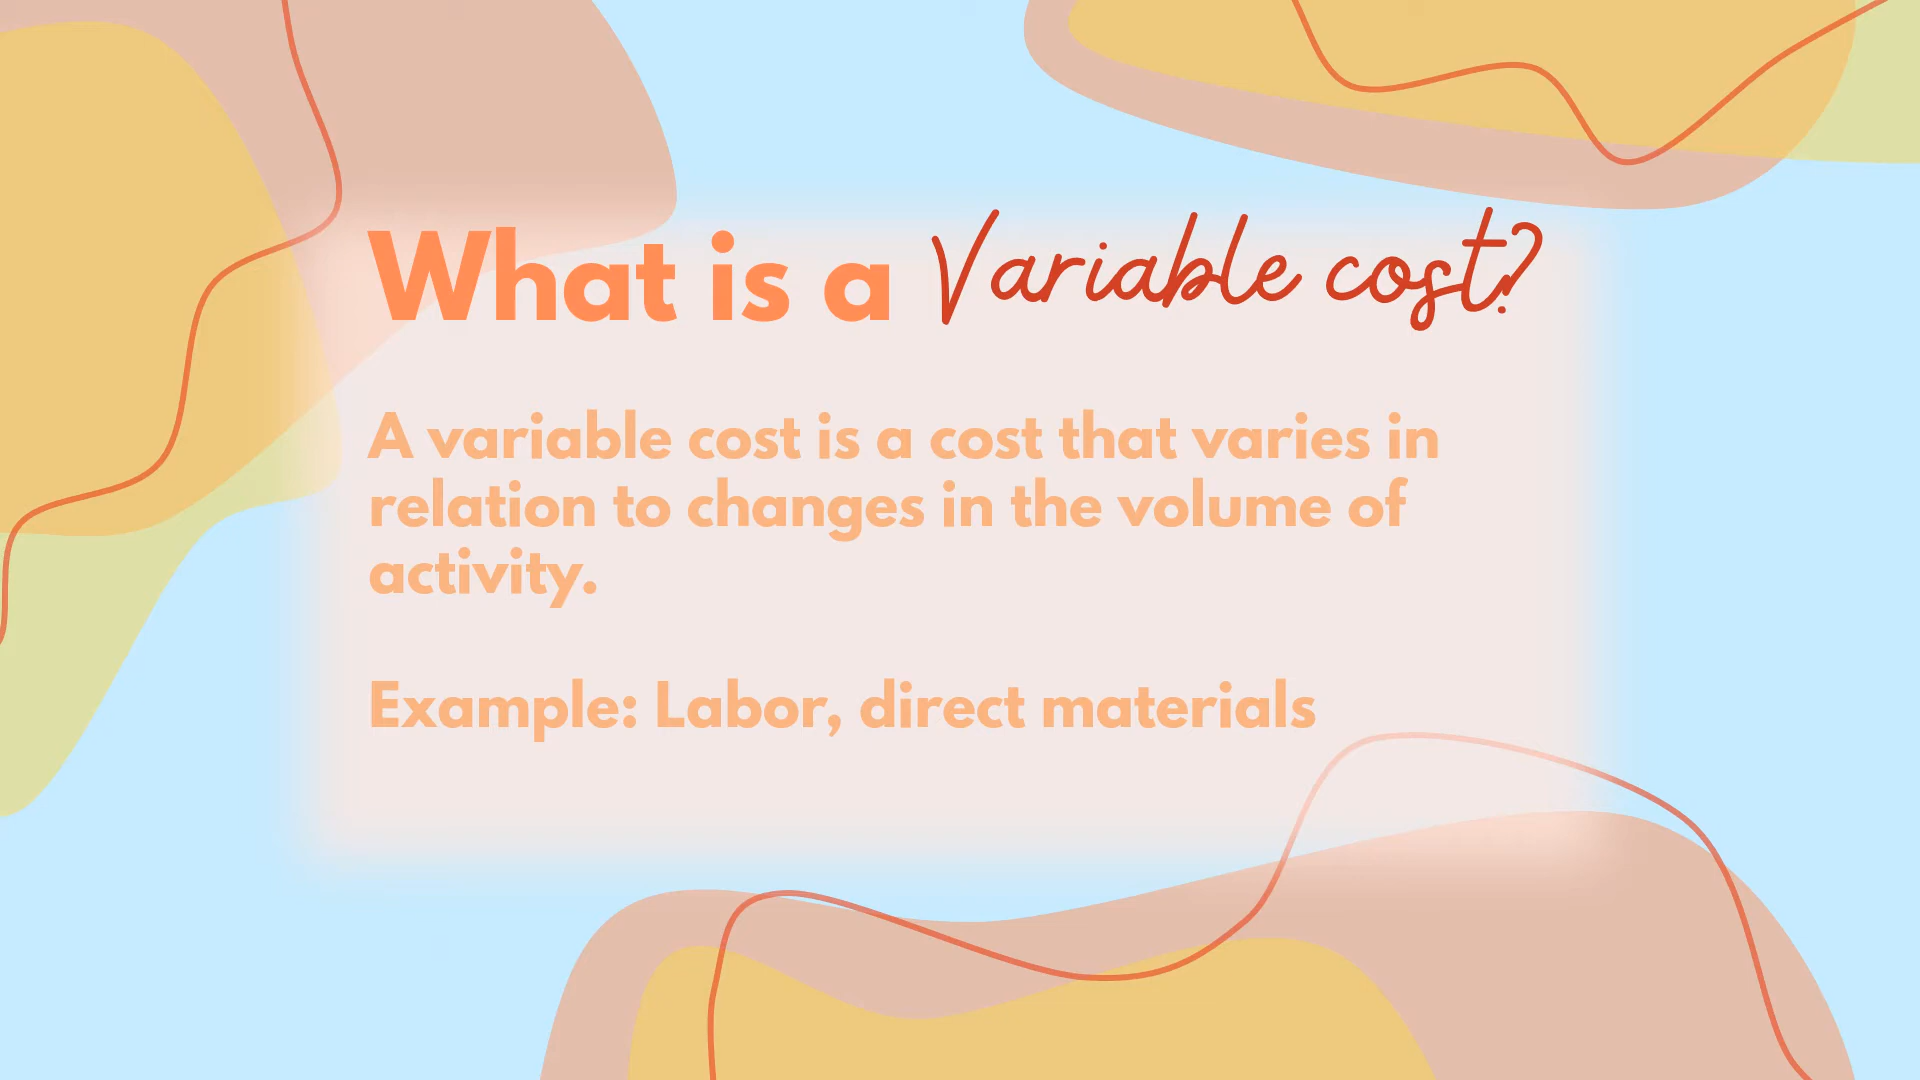 What is a Variable cost?
A variable cost is a cost that varies in
relation to changes in the volume of
activity.
Example: Labor, direct materials